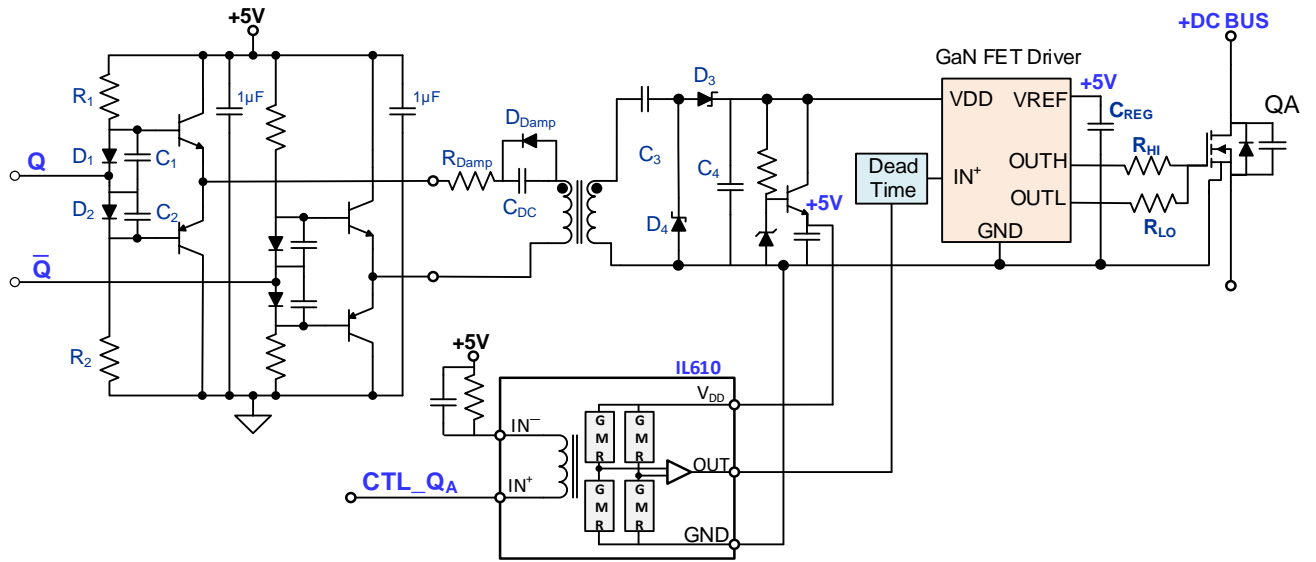 +5V
+DC BUS
GaN FET Driver
R1
1µF
1µF
D3
+5V
VDD
VREF
QA
DDamp
CREG
Q
D1
C1
RDamp
C3
C4
Dead
Time
IN+
OUTH
RHI
D2
C2
CDC
+5V
OUTL
D4
GND
RLO
Q̅
R2
+5V
IL610
VDD
IN—
GMR
GMR
OUT
CTL_QA
IN+
GMR
GMR
GND